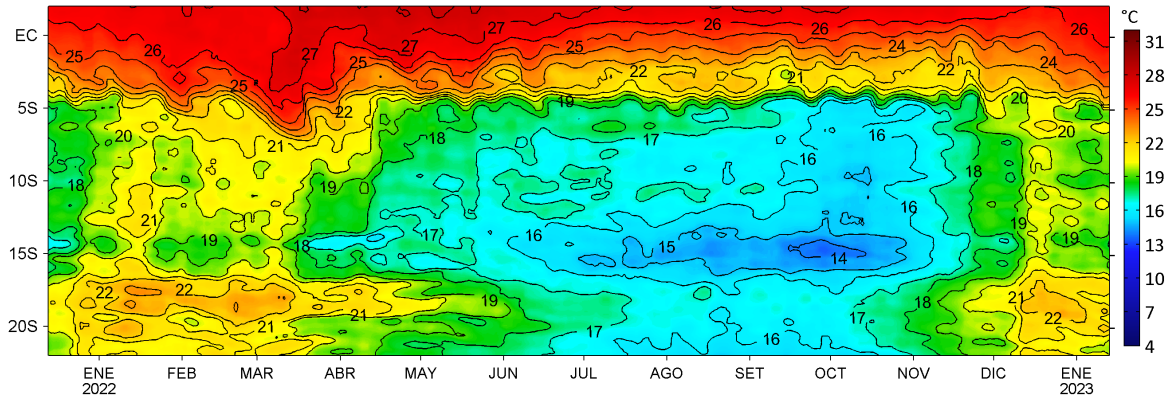 °C
27 27 26 26
EC 31
25 26 27 27 25 24
25 25 22 21 22 24 28
5S 22 19 20 25
20 21 18 17 16 16 20 22
10S 18 19 16 18 19
21 17 16 16 19 16
15S 19 18 15 14 19 13
22 22 19 18 21 10
20S 21 21 17 17 22 7
16 4
ENE FEB MAR ABR MAY JUN JUL AGO SET OCT NOV DIC ENE
2022 2023